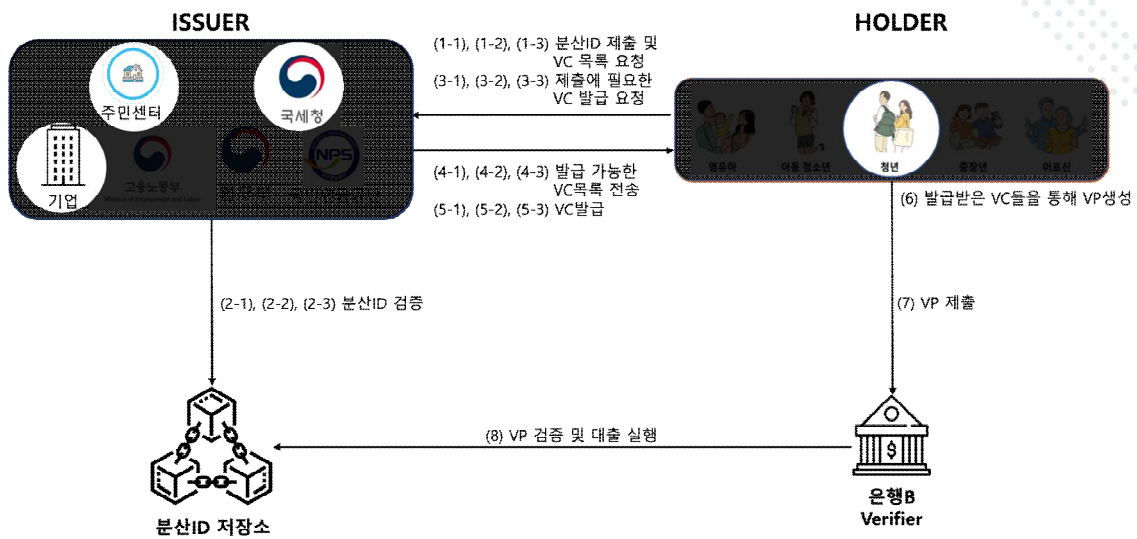 ISSUER
HOLDER
주민센터
국세청
기업
고용노동부
Ministry of Employment and Labor
NPS
(1-1), (1-2), (1-3) 분산ID 제출 및
VC 목록 요청
(3-1), (3-2), (3-3) 제출에 필요한
VC 발급 요청
(4-1), (4-2), (4-3) 발급 가능한
VC목록 전송
(5-1), (5-2), (5-3) VC발급
영유아
아동 청소년
청년
중장년
어르신
(6) 발급받은 VC들을 통해 VP생성
(2-1), (2-2), (2-3) 분산ID 검증
(7) VP 제출
(8) VP 검증 및 대출 실행
$
분산ID 저장소
은행B
Verifier